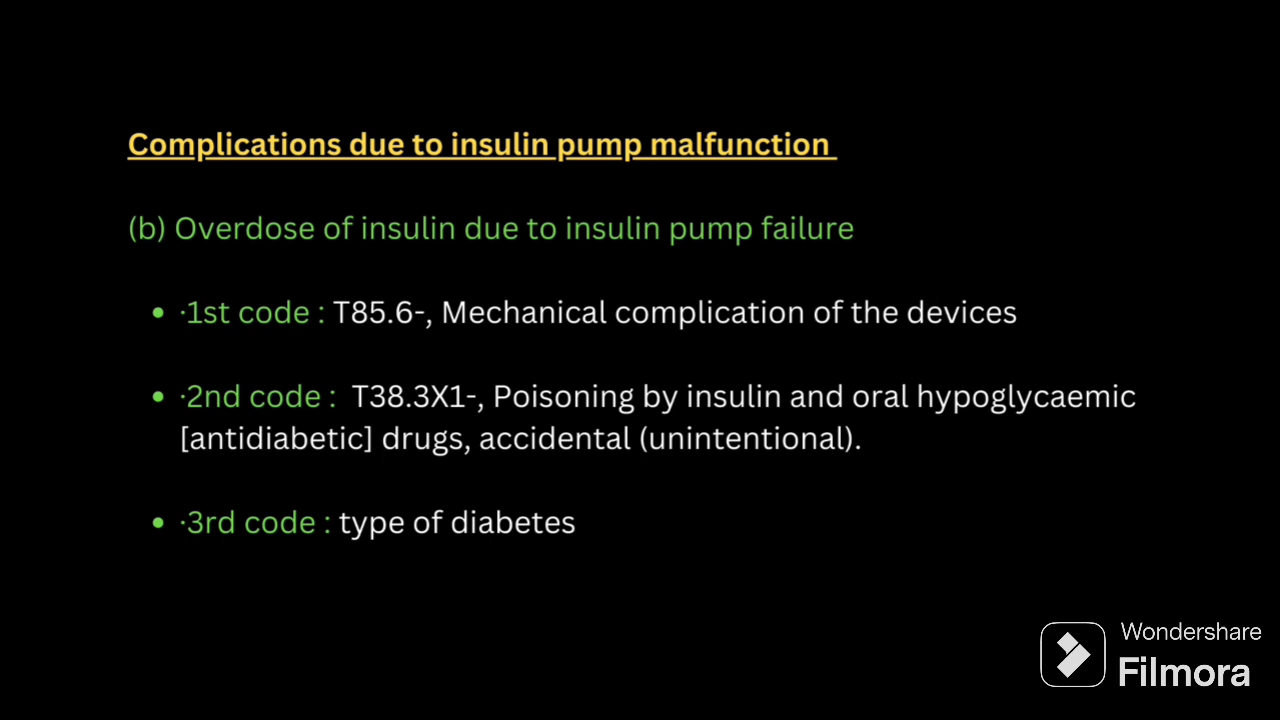 Complications due to insulin pump malfunction
(b) Overdose of insulin due to insulin pump failure
• ·1st code : T85.6-, Mechanical complication of the devices
• ·2nd code : T38.3X1-, Poisoning by insulin and oral hypoglycaemic
[antidiabetic] drugs, accidental (unintentional).
• ·3rd code : type of diabetes
Wondershare
Filmora